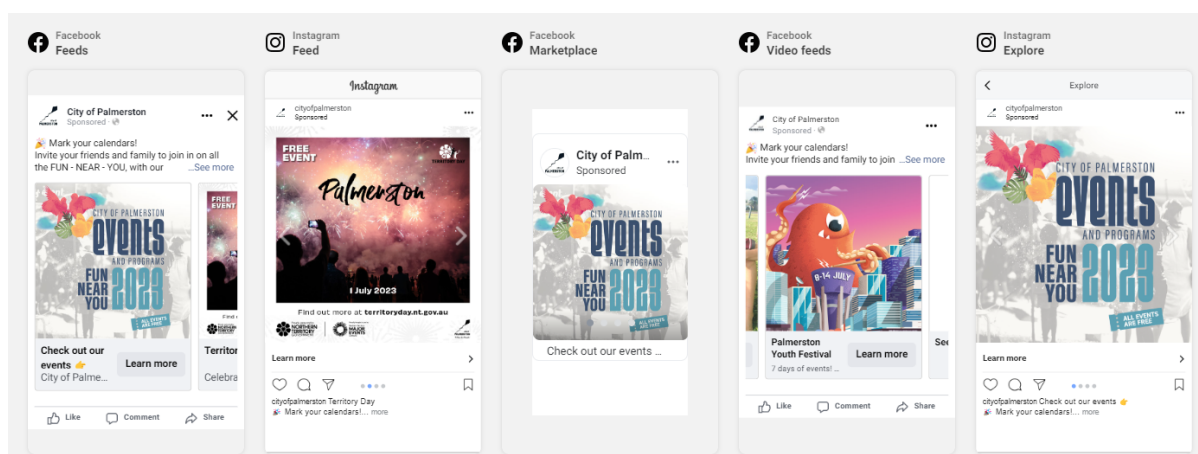 Facebook
Feeds
City of Palmerston
Sponsored ·
Mark your calendars!
Invite your friends and family to join in on all
the FUN - NEAR - YOU, with our ...See more
CITY OF PALMERSTON
eVenTS
AND PROGRAMS
FUN
NEAR
YOU
2023
ALL EVENTS
ARE FREE
Check out our
events
City of Palme...
Learn more
FREE
EVENT
Find
Territor
Celebra
Like
Comment
Share
Instagram
Feed
Instagram
cityofpalmerston
Sponsored
FREE
EVENT
TERRITORY DAY
Palmerston
1 July 2023
Find out more at territoryday.nt.gov.au
NORTHERN
TERRITORY
MAJOR
EVENTS
Learn more
cityofpalmerston Territory Day
Mark your calendars!... more
Facebook
Marketplace
City of Palm...
Sponsored
CITY OF PALMERSTON
eVenTS
AND PROGRAMS
FUN
NEAR
YOU
2023
ALL EVENTS
ARE FREE
Check out our events ...
Facebook
Video feeds
City of Palmerston
Sponsored ·
Mark your calendars!
Invite your friends and family to join ...See more
8-14 JULY
Palmerston
Youth Festival
7 days of events! ...
Learn more
See
Like
Comment
Share
Instagram
Explore
Explore
cityofpalmerston
Sponsored
CITY OF PALMERSTON
eVenTS
AND PROGRAMS
FUN
NEAR
YOU
2023
ALL EVENTS
ARE FREE
Learn more
cityofpalmerston Check out our events
Mark your calendars!... more